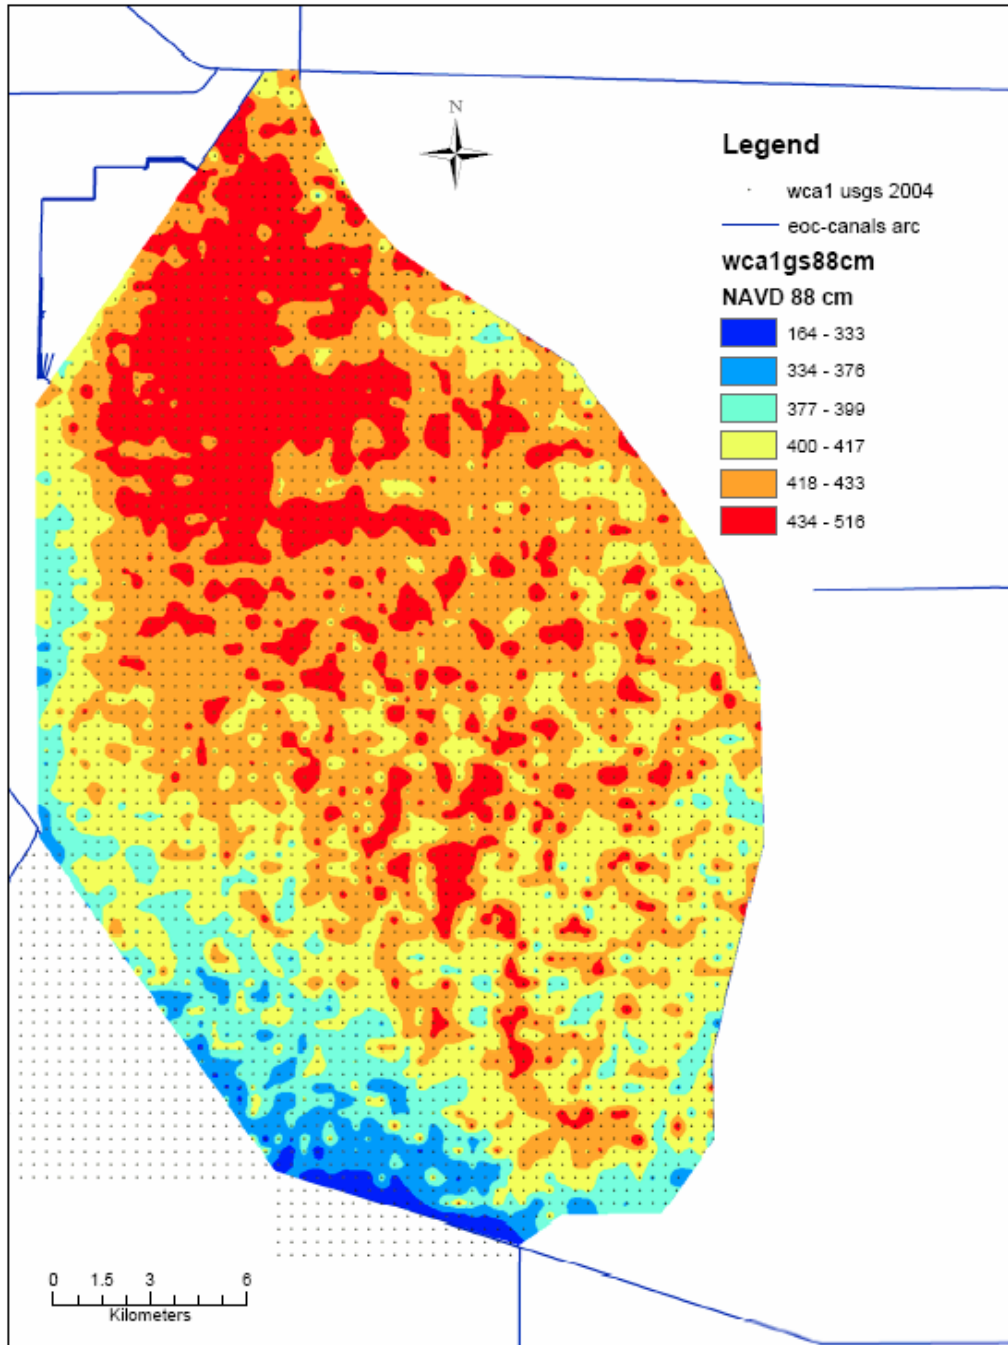 N
Legend
wca1 usgs 2004
eoc-canals arc
wca1gs88cm
NAVD 88 cm
164 - 333
334 - 376
377 - 399
400 - 417
418 - 433
434 - 516
0 1.5 3 6
Kilometers